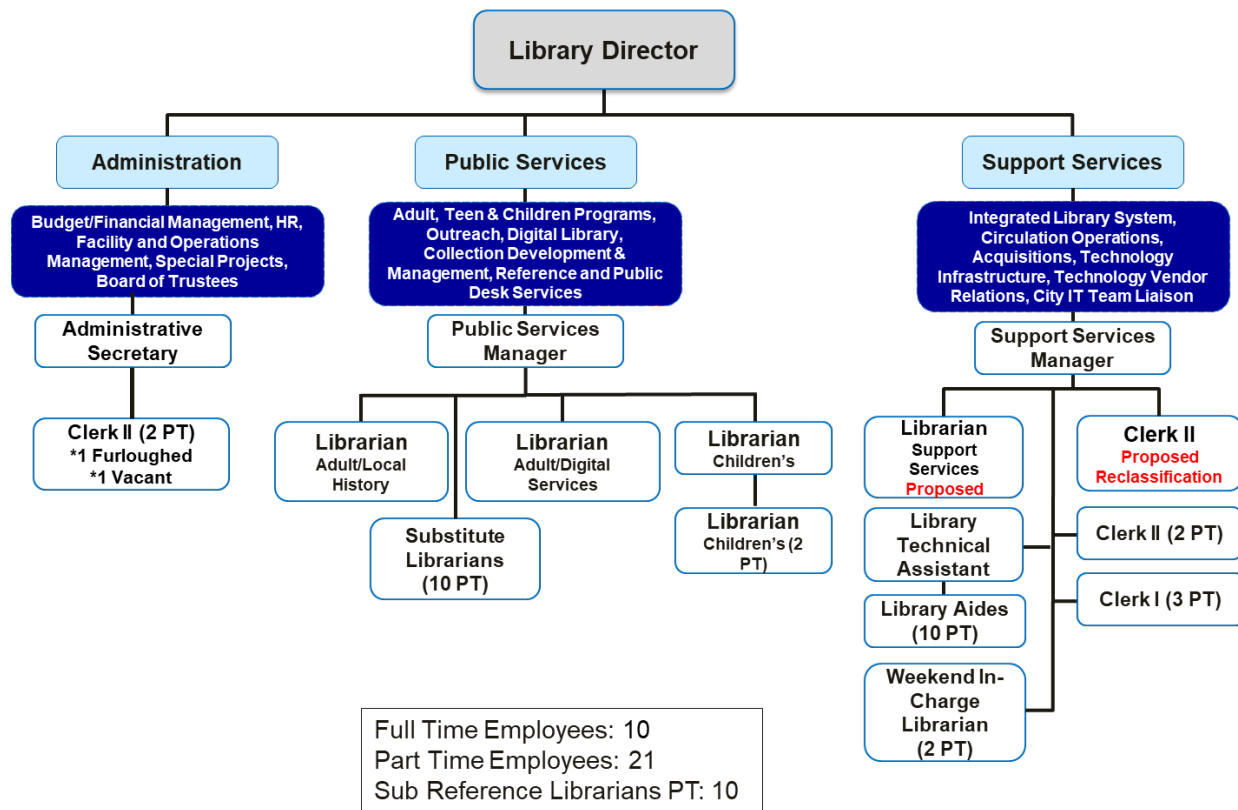 Library Director
Administration
Budget/Financial Management, HR,
Facility and Operations
Management, Special Projects,
Board of Trustees
Administrative
Secretary
Clerk II (2 PT)
*1 Furloughed
*1 Vacant
Public Services
Adult, Teen & Children Programs,
Outreach, Digital Library,
Collection Development &
Management, Reference and Public
Desk Services
Public Services
Manager
Librarian
Adult/Local
History
Substitute
Librarians
(10 PT)
Librarian
Adult/Digital
Services
Librarian
Children's
Librarian
Children's (2
PT)
Support Services
Integrated Library System,
Circulation Operations,
Acquisitions, Technology
Infrastructure, Technology Vendor
Relations, City IT Team Liaison
Support Services
Manager
Librarian
Support
Services
Proposed
Library
Technical
Assistant
Library Aides
(10 PT)
Weekend In-
Charge
Librarian
(2 PT)
Clerk II
Proposed
Reclassification
Clerk II (2 PT)
Clerk I (3 PT)
Full Time Employees: 10
Part Time Employees: 21
Sub Reference Librarians PT: 10